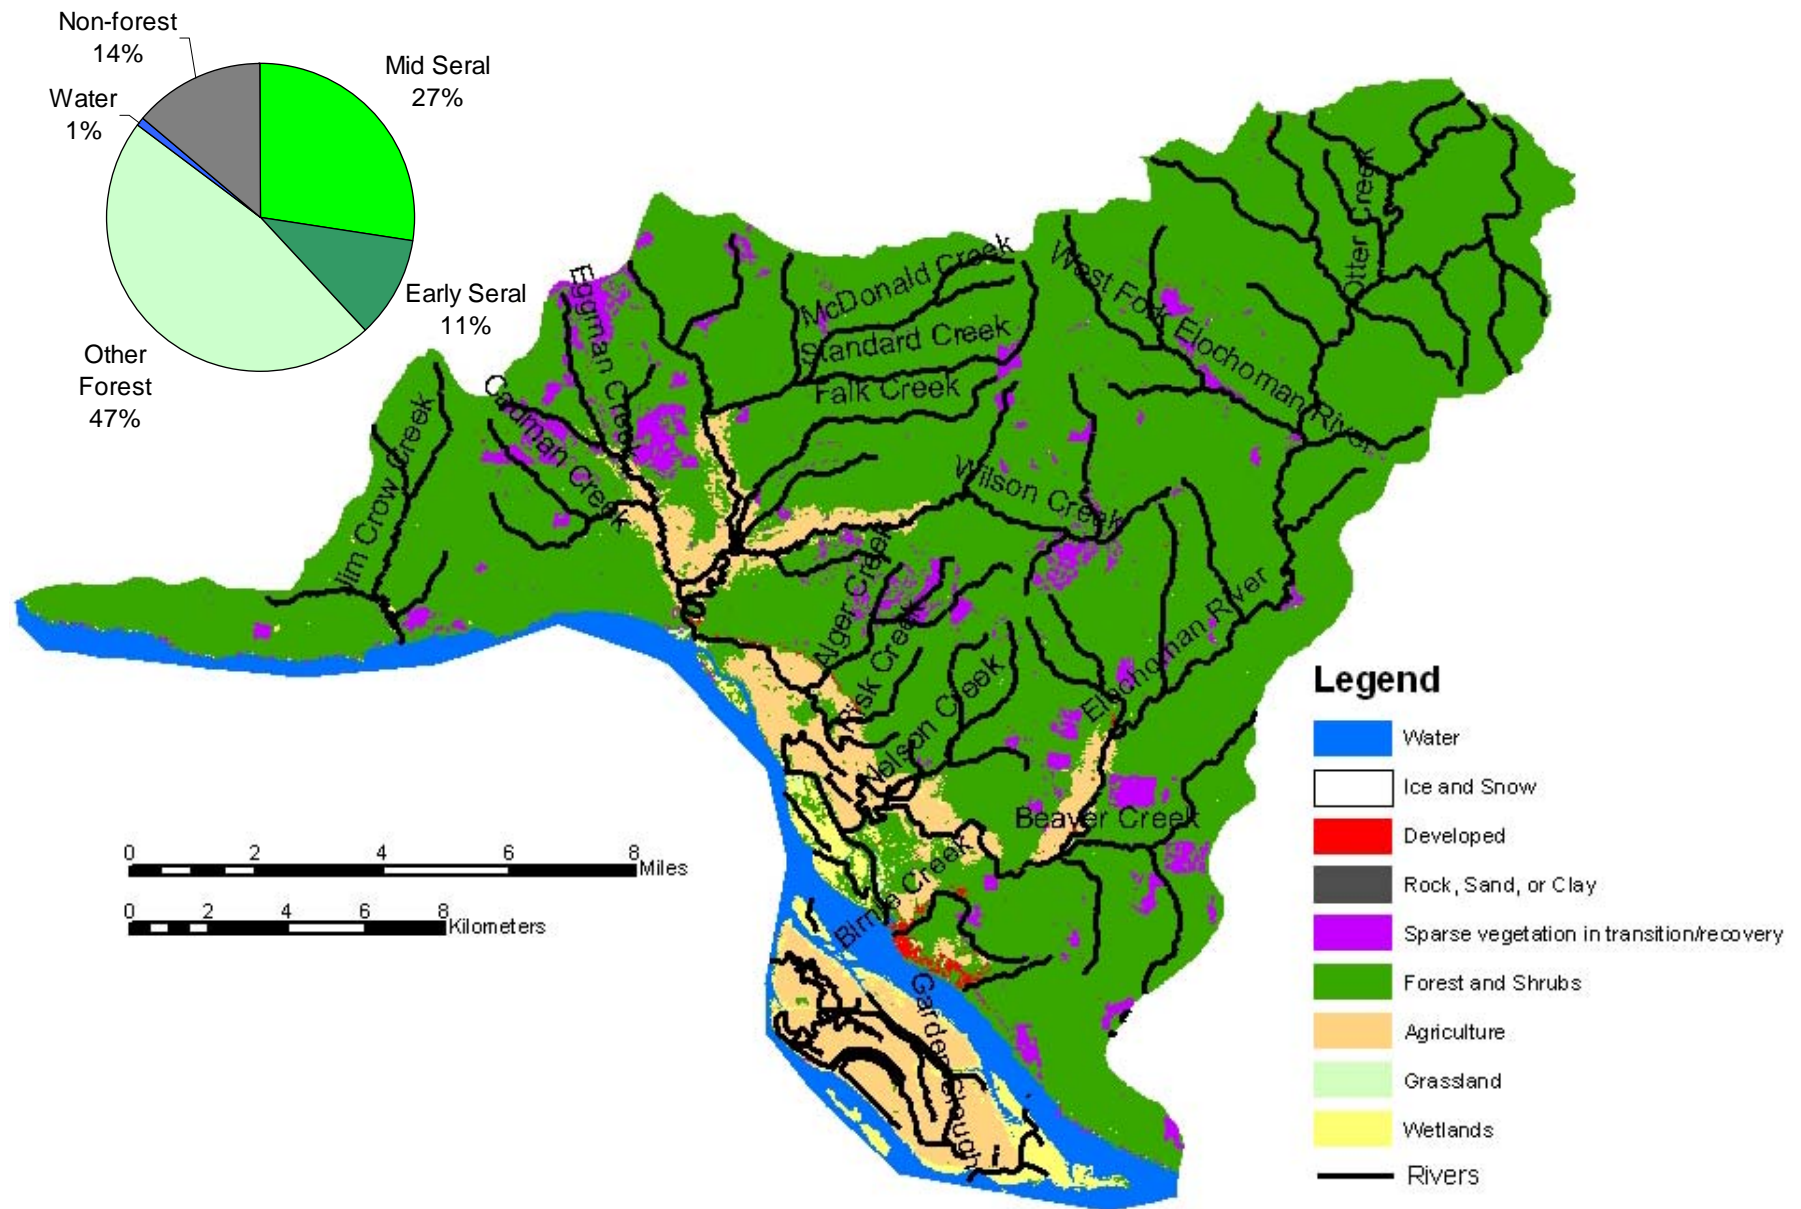 Non-forest
14%
Mid Seral
27%
Water
1%
Early Seral
11%
Other
Forest
47%
Otter Creek
McDonald Creek
West Fork Elochoman River
Eggman Creek
Standard Creek
Falk Creek
Cadman Creek
Jim Crow Creek
Wilson Creek
Alger Creek
Risk Creek
Elochoman River
Nelson Creek
Beaver Creek
Birnie Creek
Garden Slough
0 2 4 6 8
Miles
0 2 4 6 8
Kilometers
Legend
Water
Ice and Snow
Developed
Rock, Sand, or Clay
Sparse vegetation in transition/recovery
Forest and Shrubs
Agriculture
Grassland
Wetlands
Rivers